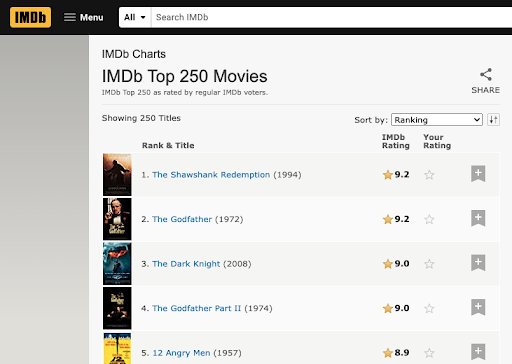 IMDb Menu All Search IMDb
IMDb Charts
IMDb Top 250 Movies
IMDb Top 250 as rated by regular IMDb voters.
SHARE
Showing 250 Titles
Sort by: Ranking
Rank & Title IMDb Rating Your Rating
1. The Shawshank Redemption (1994) 9.2
2. The Godfather (1972) 9.2
3. The Dark Knight (2008) 9.0
4. The Godfather Part II (1974) 9.0
5. 12 Angry Men (1957) 8.9